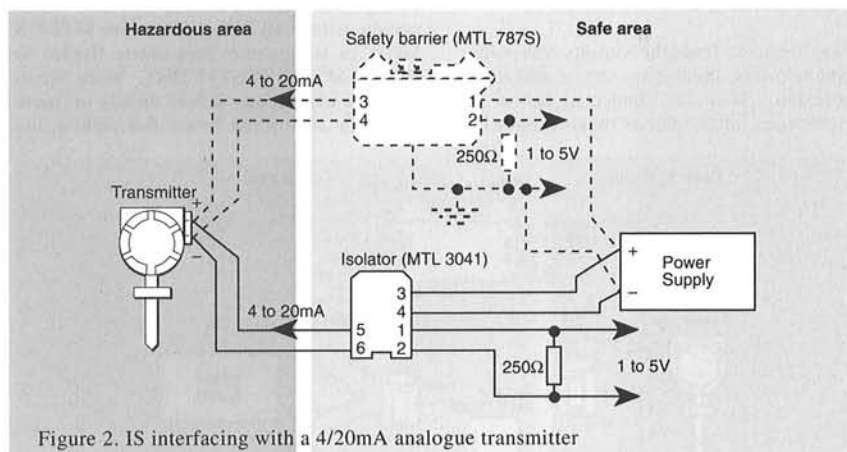 Hazardous area
Safety barrier (MTL 787S)
Safe area
4 to 20mA
3
4
1
2
250Ω
1 to 5V
Transmitter
+
−
Isolator (MTL 3041)
+
−
Power
Supply
4 to 20mA
3
4
5
6
1
2
250Ω
1 to 5V
Figure 2. IS interfacing with a 4/20mA analogue transmitter